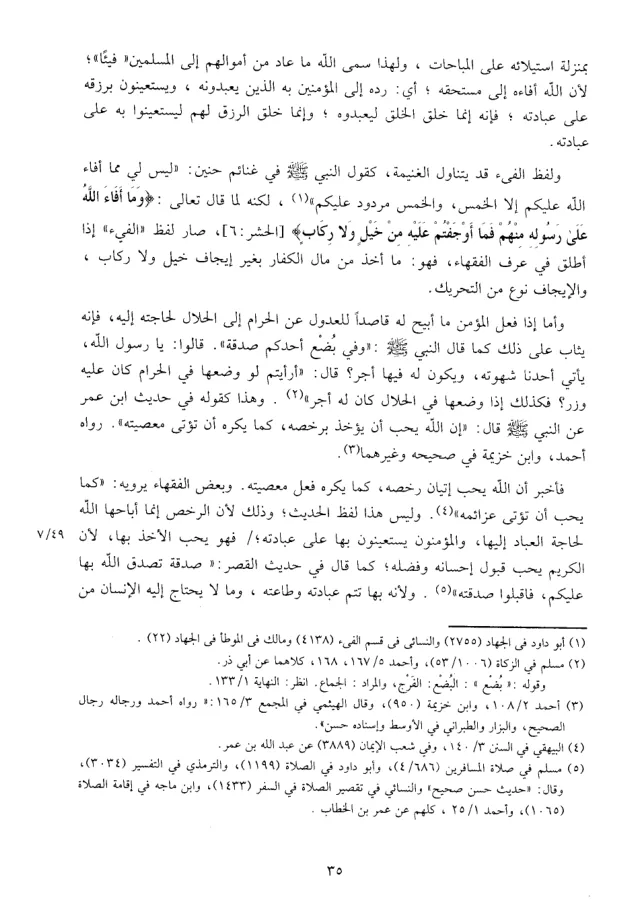 بمنزلة استيلائه على المباحات ، ولهذا سمى الله ما عاد من أموالهم إلى المسلمين« فيئًا»؛
لأن الله أفاءه إلى مستحقه ؛ أي: رده إلى المؤمنين به الذين يعبدونه ، ويستعينون برزقه
على عبادته ؛ فإنه إنما خلق الخلق ليعبدوه ؛ وإنما خلق الرزق لهم ليستعينوا به على
عبادته.
ولفظ الفىء قد يتناول الغنيمة، كقول النبي ﷺ في غنائم حنين: «ليس لي مما أفاء
الله عليكم إلا الخمس، والخمس مردود عليكم»(١) ، لكنه لما قال تعالى :﴿وَمَا أَفَاءَ اللَّهُ
عَلَىٰ رَسُولِهِ مِنْهُمْ فَمَا أَوْجَفْتُمْ عَلَيْهِ مِنْ خَيْلٍ وَلا رِكَابٍ﴾ [الحشر:٦]، صار لفظ «الفيء» إذا
أطلق في عرف الفقهاء، فهو: ما أخذ من مال الكفار بغير إيجاف خيل ولا ركاب ،
والإيجاف نوع من التحريك.
وأما إذا فعل المؤمن ما أبيح له قاصداً للعدول عن الحرام إلى الحلال لحاجته إليه، فإنه
يثاب على ذلك كما قال النبي ﷺ :«وفي بُضْع أحدكم صدقة». قالوا: يا رسول الله،
يأتي أحدنا شهوته، ويكون له فيها أجر؟ قال: «أرأيتم لو وضعها في الحرام كان عليه
وزر؟ فكذلك إذا وضعها في الحلال كان له أجر»(٢) . وهذا كقوله في حديث ابن عمر
عن النبي ﷺ قال: «إن الله يحب أن يؤخذ برخصه، كما يكره أن تؤتى معصيته». رواه
أحمد، وابن خزيمة في صحيحه وغيرهما(٣).
فأخبر أن الله يحب إتيان رخصه، كما يكره فعل معصيته. وبعض الفقهاء يرويه: «كما
يحب أن تؤتى عزائمه»(٤). وليس هذا لفظ الحديث؛ وذلك لأن الرخص إنما أباحها الله
لحاجة العباد إليها، والمؤمنون يستعينون بها على عبادته؛/ فهو يحب الأخذ بها، لأن ٧/٤٩
الكريم يحب قبول إحسانه وفضله؛ كما قال في حديث القصر:« صدقة تصدق الله بها
عليكم، فاقبلوا صدقته»(٥) . ولأنه بها تتم عبادته وطاعته ، وما لا يحتاج إليه الإنسان من
(١) أبو داود فى الجهاد (٢٧٥٥) والنسائى فى قسم الفىء (٤١٣٨) ومالك فى الموطأ فى الجهاد (٢٢) .
(٢) مسلم في الزكاة (٥٣/١٠٠٦)، وأحمد ١٦٧/٥، ١٦٨، كلاهما عن أبي ذر.
وقوله :« بُضْع » : البُضْع: الفَرْج، والمراد : الجماع. انظر: النهاية ١٣٣/١.
(٣) أحمد ١٠٨/٢، وابن خزيمة (٩٥٠)، وقال الهيثمي في المجمع ١٦٥/٣:« رواه أحمد ورجاله رجال
الصحيح، والبزار والطبراني في الأوسط وإسناده حسن».
(٤) البيهقي في السنن ١٤٠/٣، وفي شعب الإيمان (٣٨٨٩) عن عبد الله بن عمر.
(٥) مسلم في صلاة المسافرين (٤/٦٨٦)، وأبو داود في الصلاة (١١٩٩)، والترمذي في التفسير (٣٠٣٤)،
وقال: «حديث حسن صحيح» والنسائي في تقصير الصلاة في السفر (١٤٣٣)، وابن ماجه في إقامة الصلاة
(١٠٦٥)، وأحمد ٢٥/١ ، كلهم عن عمر بن الخطاب .
٣٥